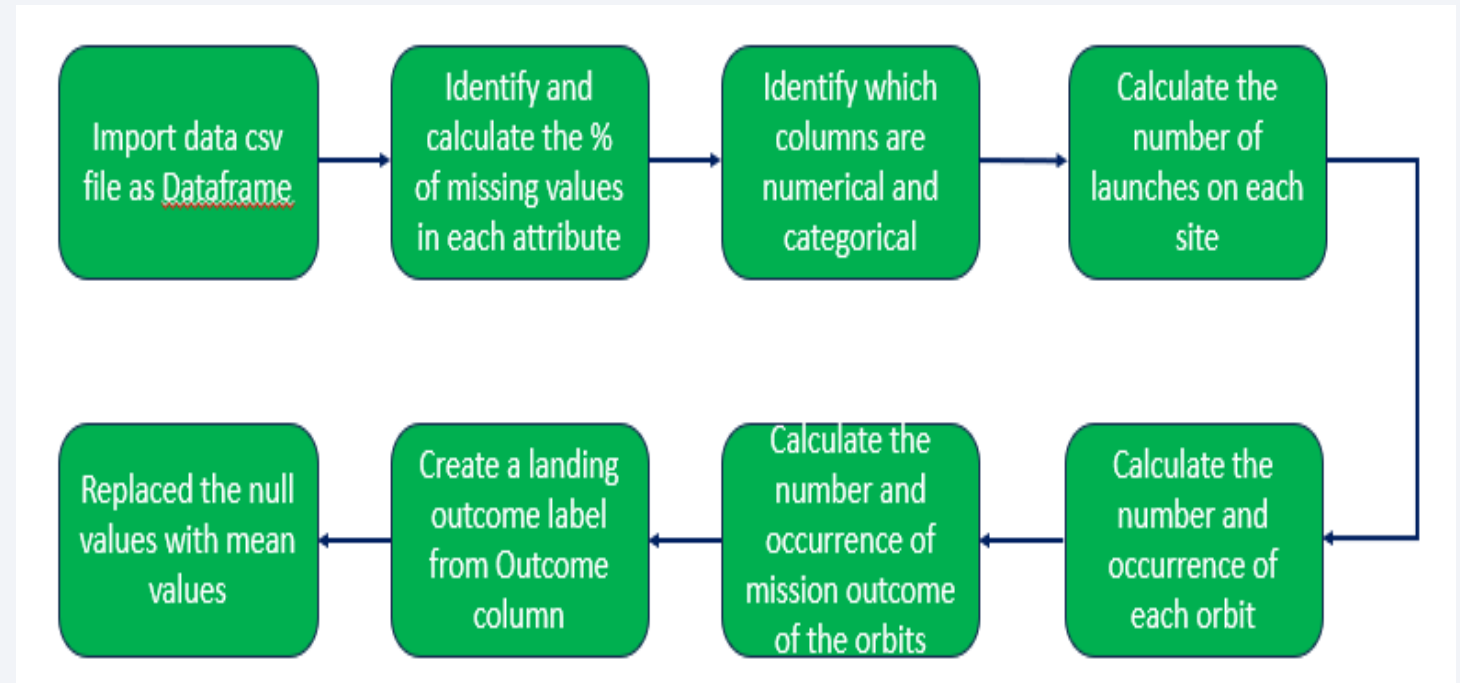 Import data csv
file as Dataframe
Identify and
calculate the %
of missing values
in each attribute
Identify which
columns are
numerical and
categorical
Calculate the
number of
launches on each
site
Calculate the
number and
occurrence of
each orbit
Calculate the
number and
occurrence of
mission outcome
of the orbits
Create a landing
outcome label
from Outcome
column
Replaced the null
values with mean
values